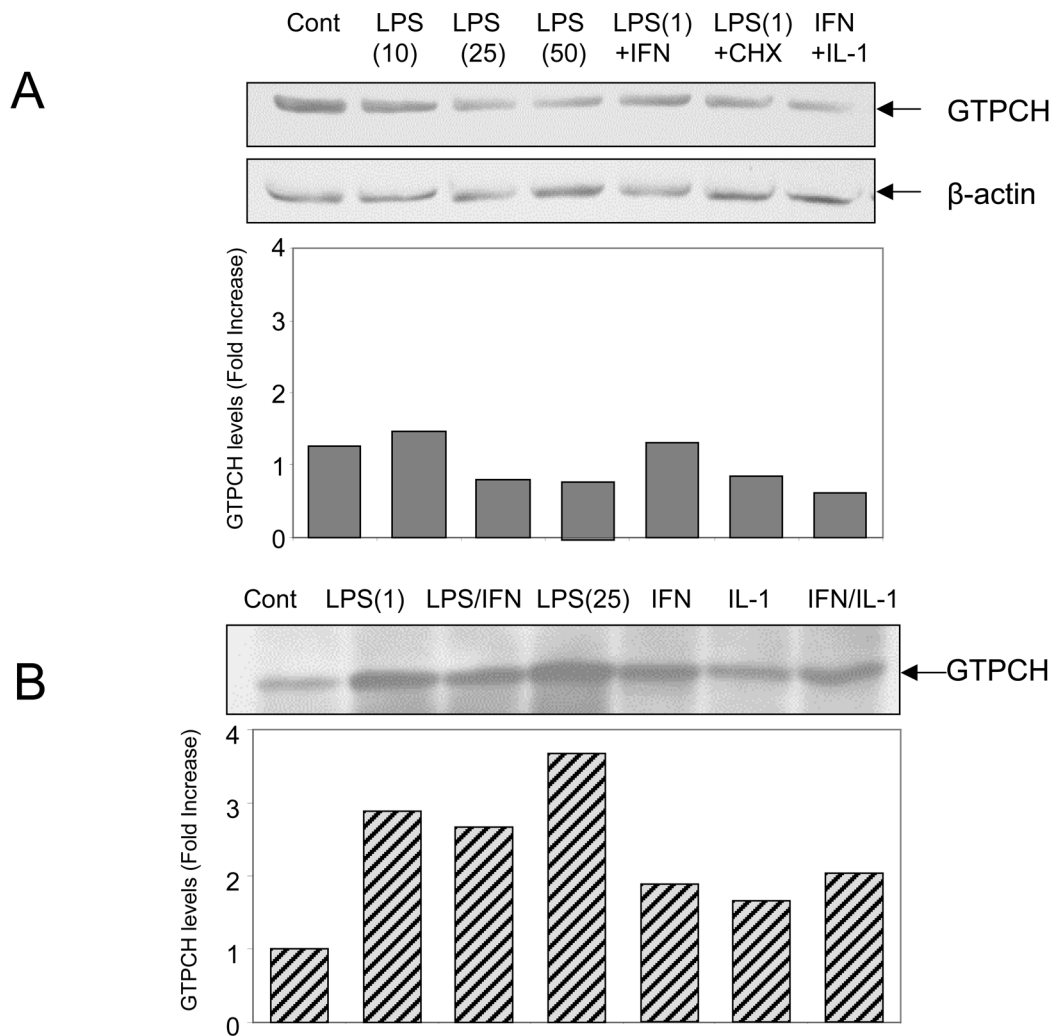 Cont LPS LPS LPS LPS(1) LPS(1) IFN
(10) (25) (50) +IFN +CHX +IL-1
A
GTPCH
β-actin
GTPCH levels (Fold Increase)
4
3
2
1
0
Cont LPS(1) LPS/IFN LPS(25) IFN IL-1 IFN/IL-1
B
GTPCH
GTPCH levels (Fold Increase)
4
3
2
1
0